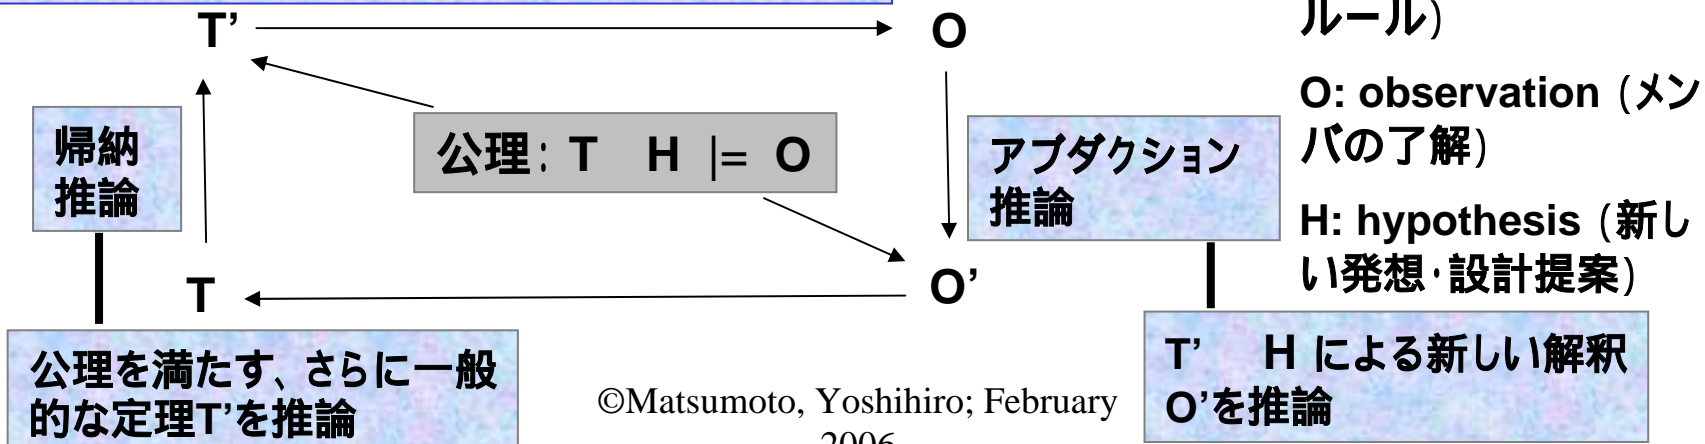 T’
O
ルール)
O: observation (メン
バの了解)
H: hypothesis (新し
い発想・設計提案)
帰納
推論
公理: T H |= O
アブダクション
推論
T
O’
公理を満たす、さらに一般
的な定理T’を推論
T’ H による新しい解釈
O’を推論
©Matsumoto, Yoshihiro; February
2006